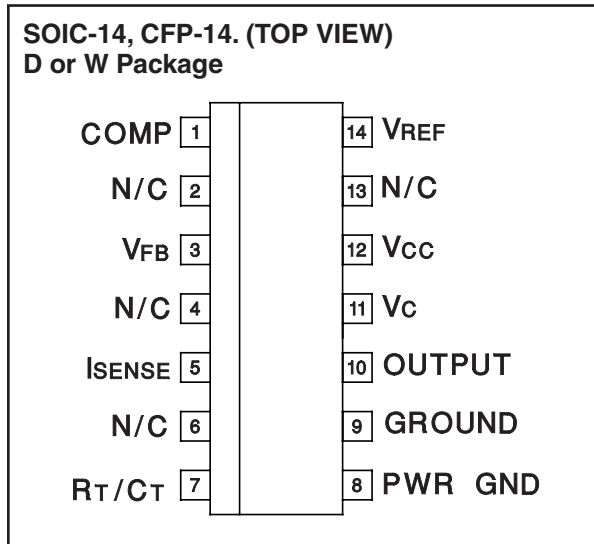 SOIC-14, CFP-14. (TOP VIEW)
D or W Package
COMP 1 14 VREF
N/C 2 13 N/C
VFB 3 12 VCC
N/C 4 11 VC
ISENSE 5 10 OUTPUT
N/C 6 9 GROUND
RT/CT 7 8 PWR GND